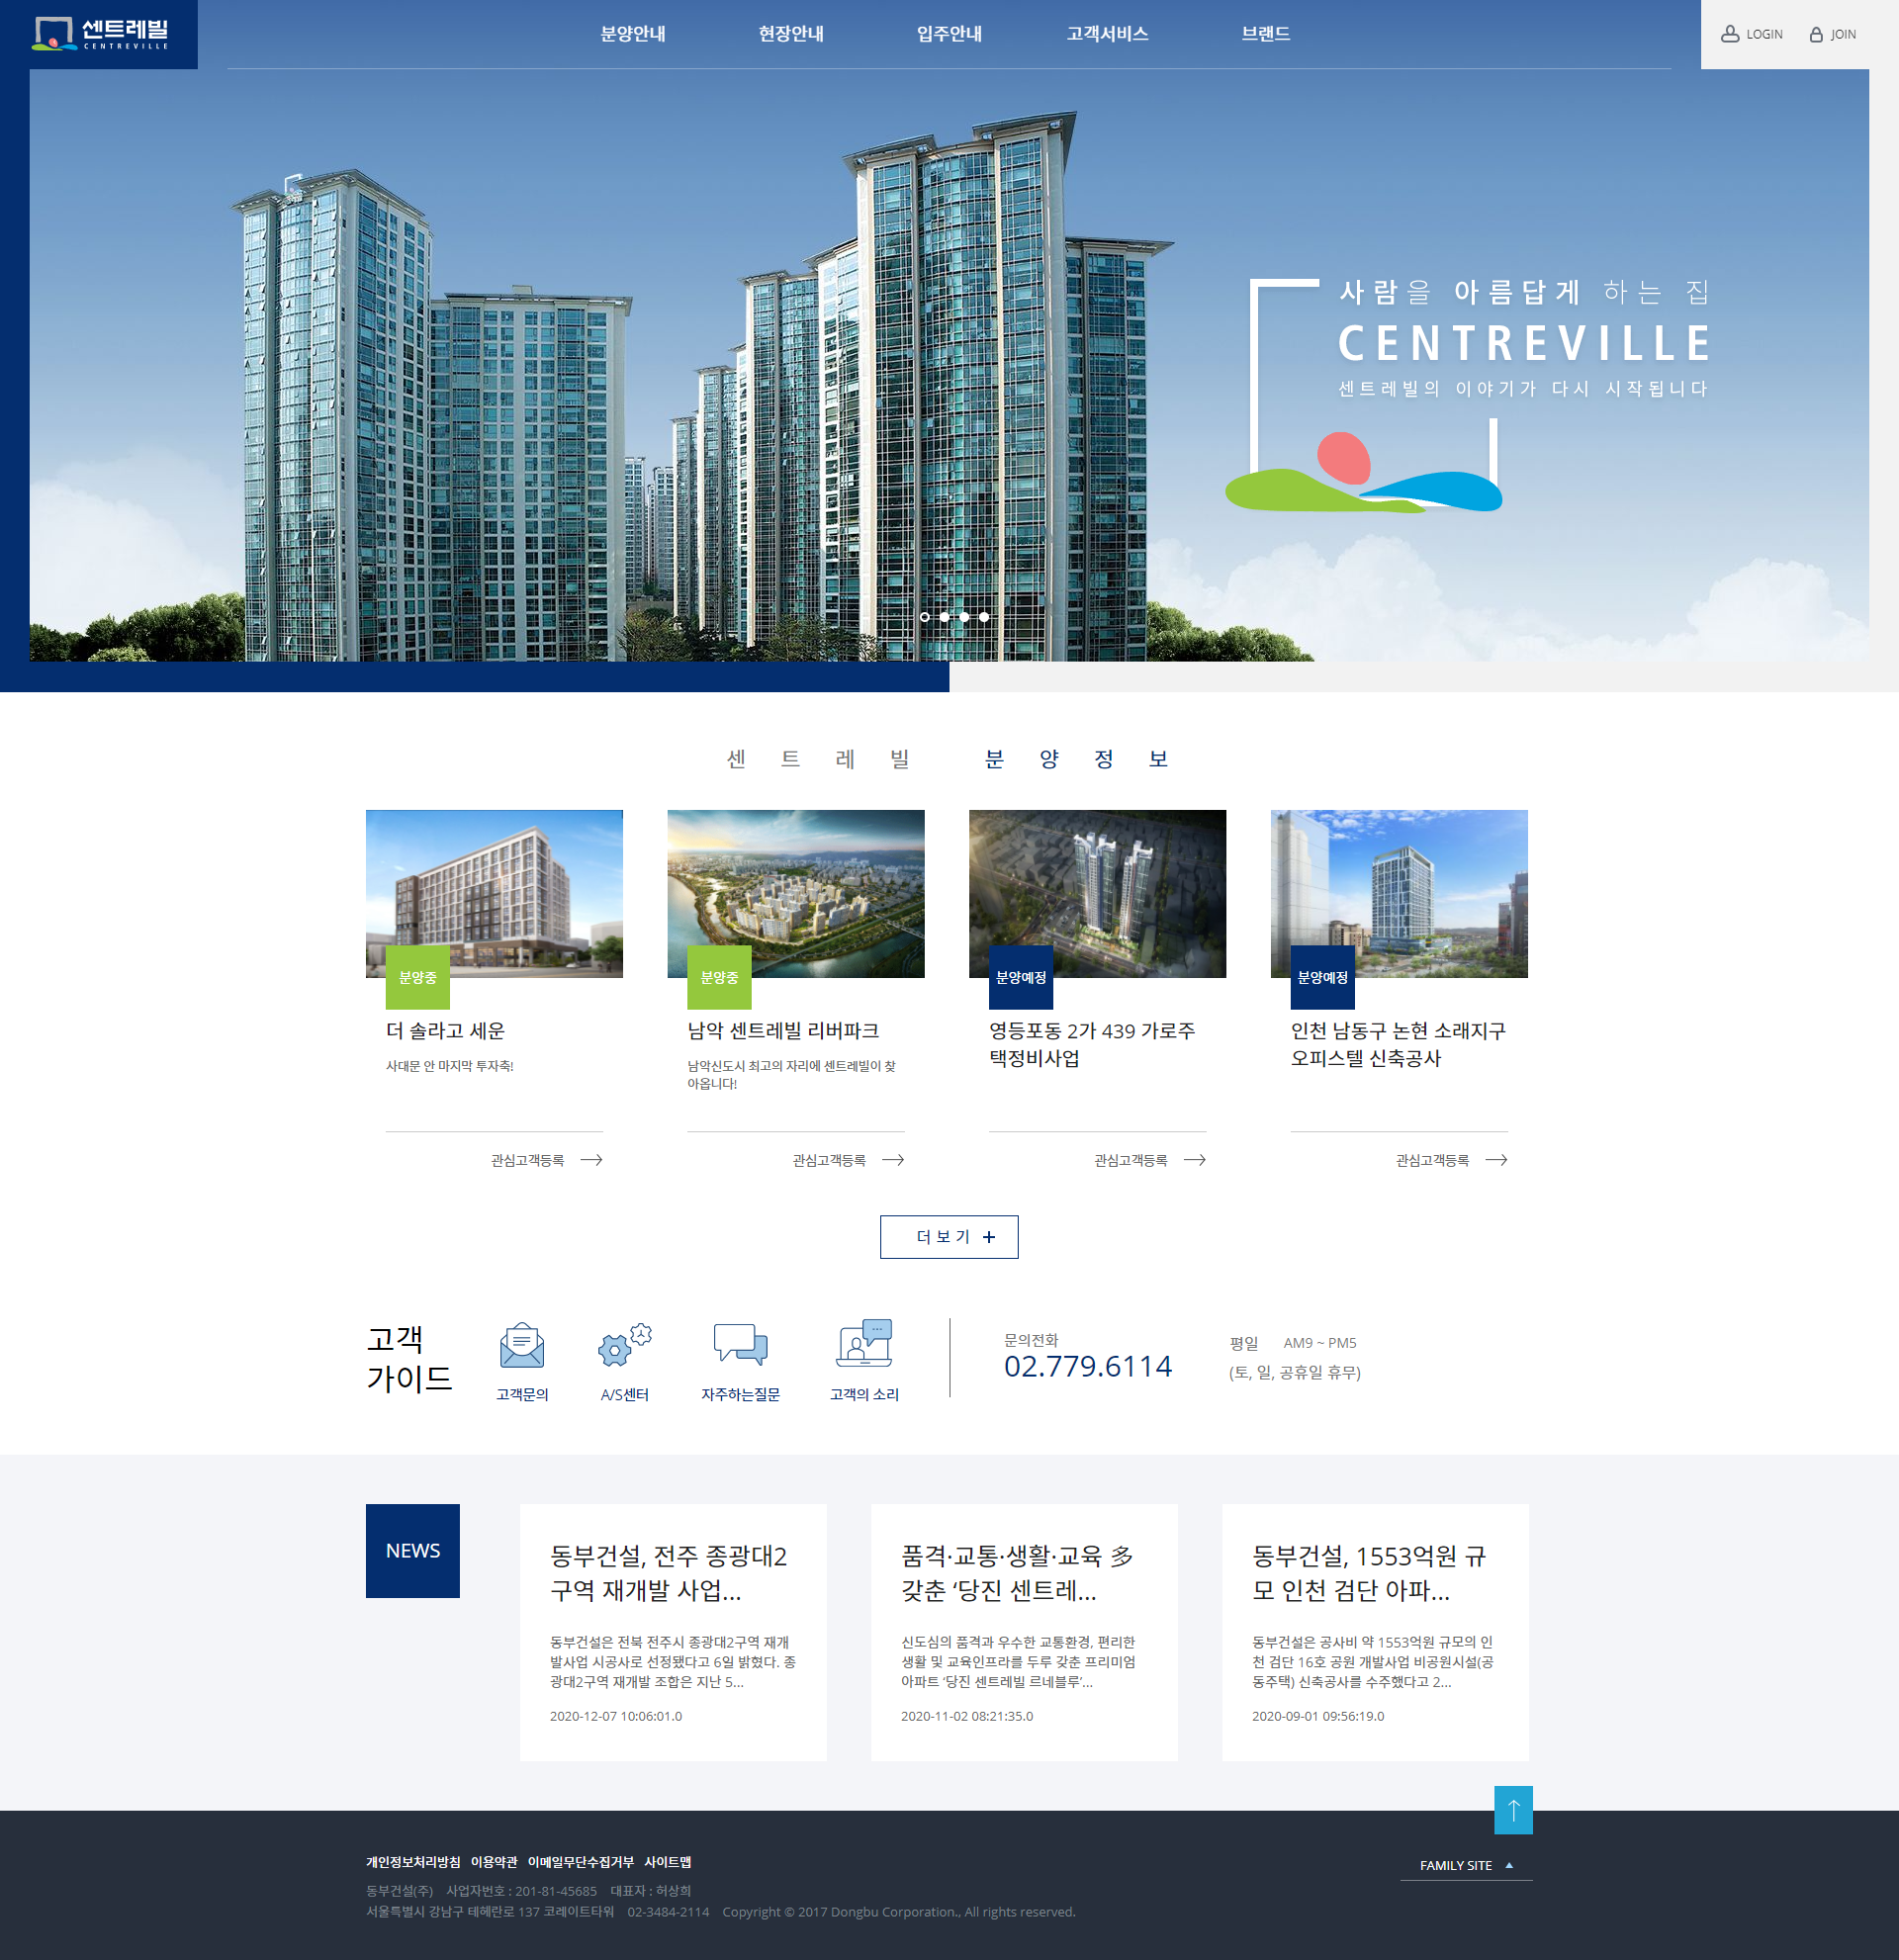 센트레빌
CENTREVILLE
분양안내
현장안내
입주안내
고객서비스
브랜드
LOGIN
JOIN
사람을 아름답게 하는 집
CENTREVILLE
센트레빌의 이야기가 다시 시작됩니다
센트레빌 분양정보
분양중
더 솔라고 세운
사대문 안 마지막 투자축!
관심고객등록
분양중
남악 센트레빌 리버파크
남악신도시 최고의 자리에 센트레빌이 찾
아옵니다!
관심고객등록
분양예정
영등포동 2가 439 가로주
택정비사업
관심고객등록
분양예정
인천 남동구 논현 소래지구
오피스텔 신축공사
관심고객등록
더보기 +
고객
가이드
고객문의
A/S센터
자주하는질문
고객의 소리
문의전화
02.779.6114
평일 AM9 ~ PM5
(토, 일, 공휴일 휴무)
NEWS
동부건설, 전주 종광대2
구역 재개발 사업...
동부건설은 전북 전주시 종광대2구역 재개
발사업 시공사로 선정됐다고 6일 밝혔다. 종
광대2구역 재개발 조합은 지난 5...
2020-12-07 10:06:01.0
품격·교통·생활·교육 多
갖춘 ‘당진 센트레...
신도심의 품격과 우수한 교통환경, 편리한
생활 및 교육인프라를 두루 갖춘 프리미엄
아파트 ‘당진 센트레빌 르네블루’...
2020-11-02 08:21:35.0
동부건설, 1553억원 규
모 인천 검단 아파...
동부건설은 공사비 약 1553억원 규모의 인
천 검단 16호 공원 개발사업 비공원시설(공
동주택) 신축공사를 수주했다고 2...
2020-09-01 09:56:19.0
개인정보처리방침 이용약관 이메일무단수집거부 사이트맵
FAMILY SITE
동부건설(주) 사업자번호 : 201-81-45685 대표자 : 허상희
서울특별시 강남구 테헤란로 137 코레이트타워 02-3484-2114 Copyright © 2017 Dongbu Corporation., All rights reserved.